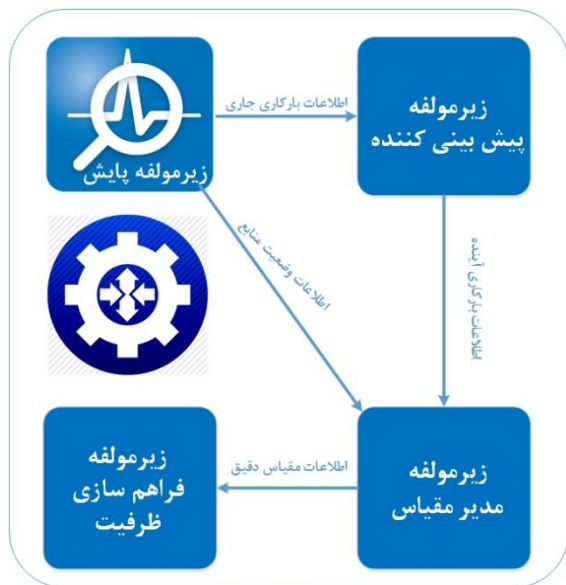 اطلاعات بارکاری جاری
زیرمولفه
پیش بینی کننده
زیرمولفه پایش
اطلاعات وضعیت منابع
اطلاعات بارکاری آینده
زیرمولفه
مدیر مقیاس
اطلاعات مقیاس دقیق
زیرمولفه
فراهم سازی
ظرفیت